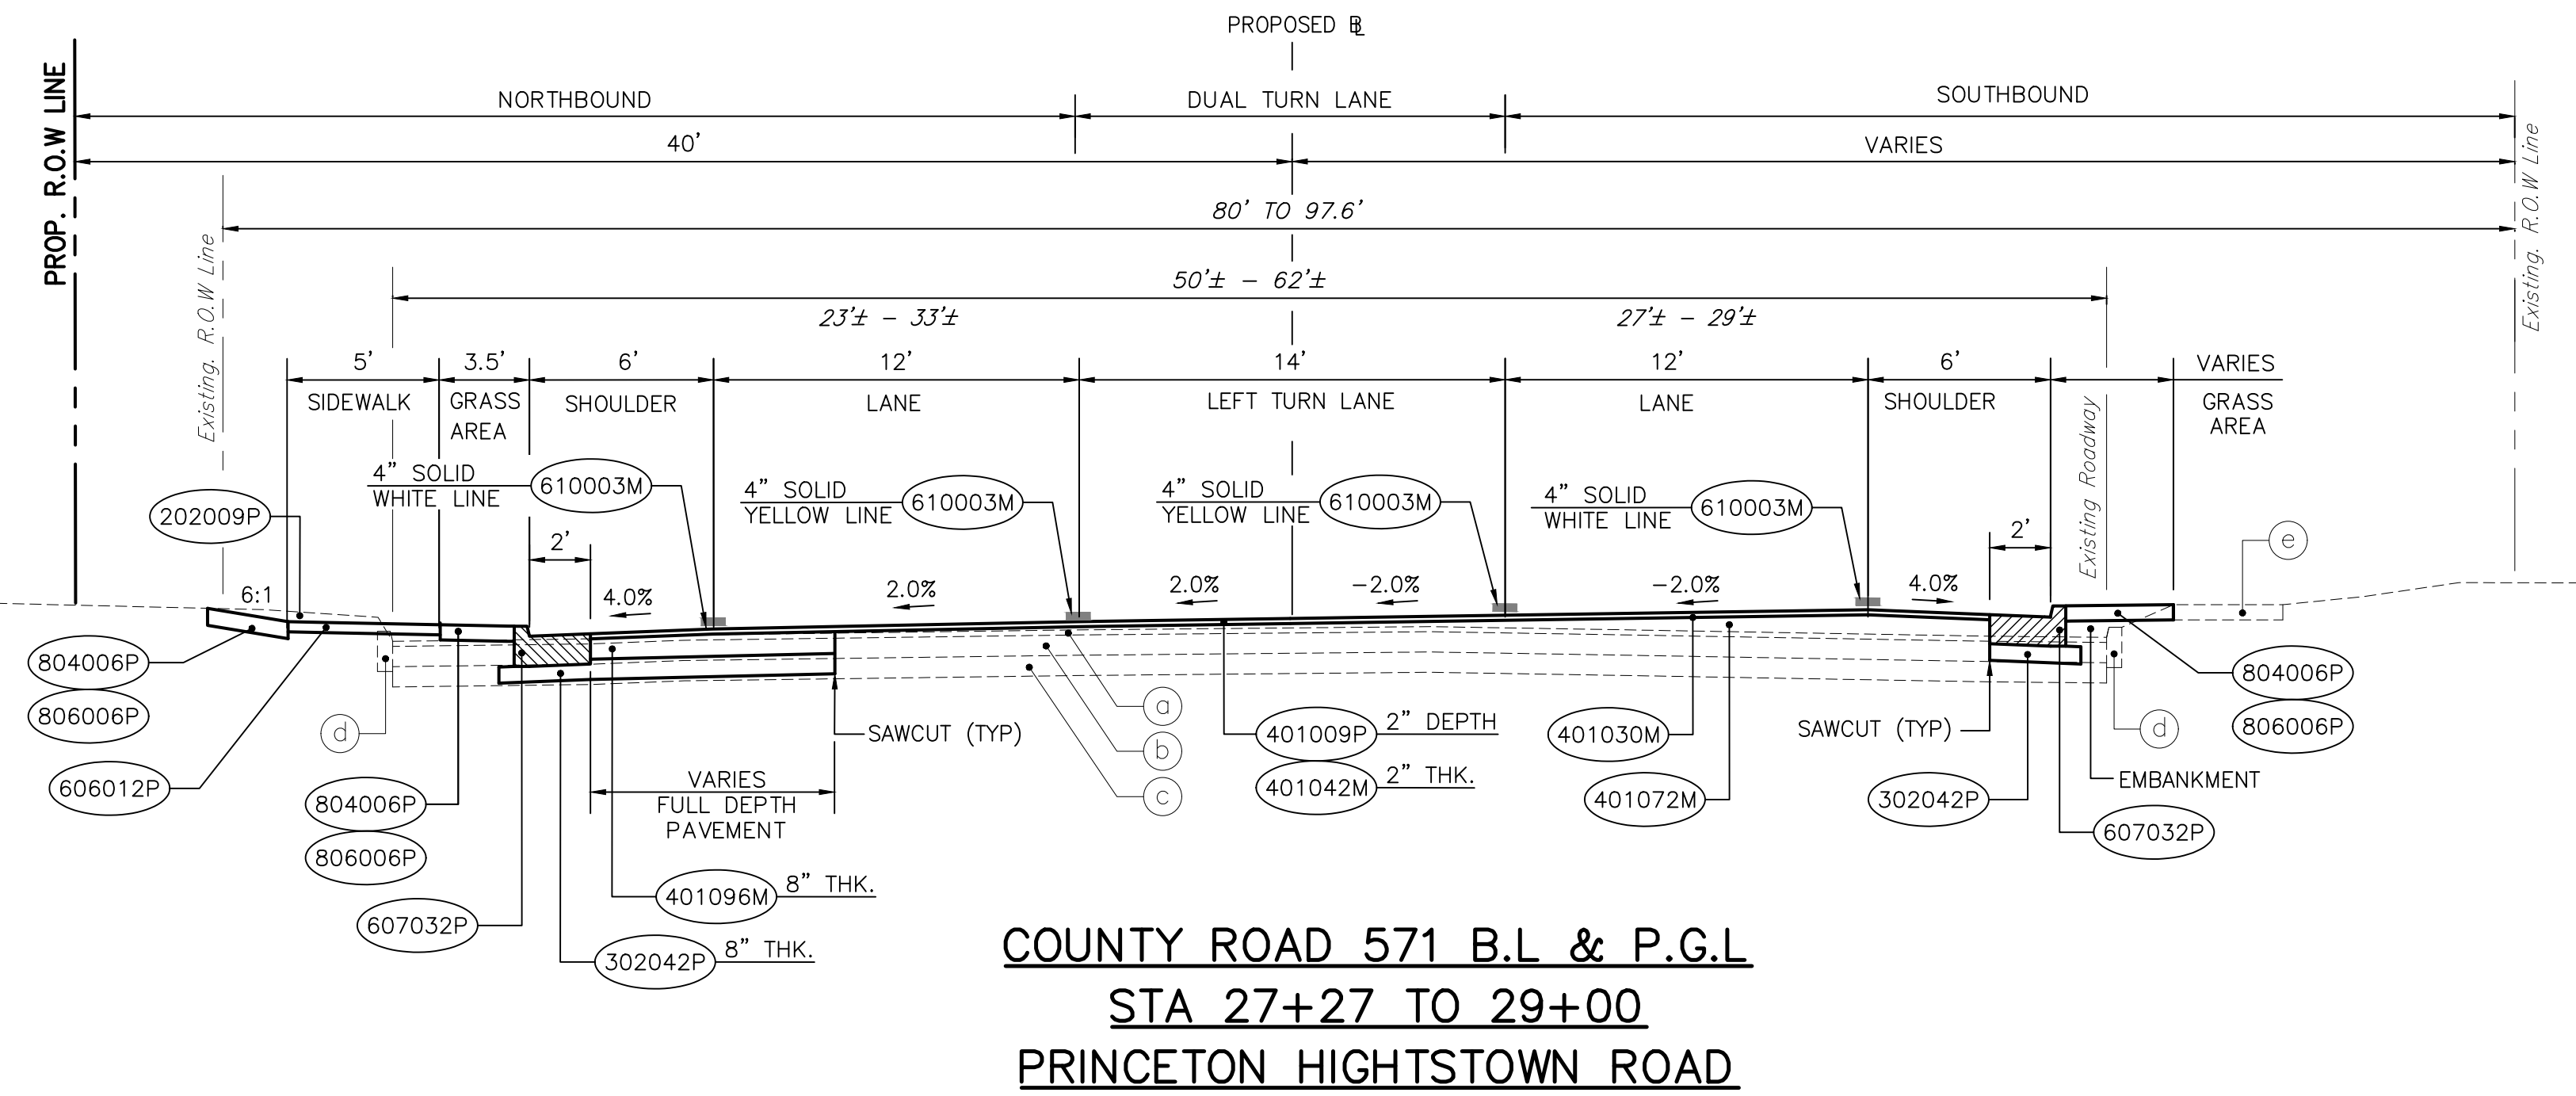 PROPOSED BL
PROP. R.O.W LINE
NORTHBOUND
DUAL TURN LANE
SOUTHBOUND
40'
VARIES
Existing. R.O.W Line
80' TO 97.6'
Existing. R.O.W Line
50'± - 62'±
23'± - 33'±
27'± - 29'±
5'
3.5'
6'
12'
14'
12'
6'
VARIES
SIDEWALK
GRASS
AREA
SHOULDER
LANE
LEFT TURN LANE
LANE
SHOULDER
GRASS
AREA
Existing Roadway
4" SOLID
WHITE LINE
610003M
4" SOLID
YELLOW LINE
610003M
4" SOLID
YELLOW LINE
610003M
4" SOLID
WHITE LINE
610003M
202009P
2'
2'
e
6:1
4.0%
2.0%
2.0%
-2.0%
-2.0%
4.0%
804006P
806006P
606012P
d
804006P
806006P
607032P
SAWCUT (TYP)
VARIES
FULL DEPTH
PAVEMENT
401096M
8" THK.
302042P
8" THK.
a
b
c
401009P
2" DEPTH
401042M
2" THK.
401030M
401072M
SAWCUT (TYP)
302042P
d
EMBANKMENT
607032P
804006P
806006P
COUNTY ROAD 571 B.L & P.G.L
STA 27+27 TO 29+00
PRINCETON HIGHTSTOWN ROAD